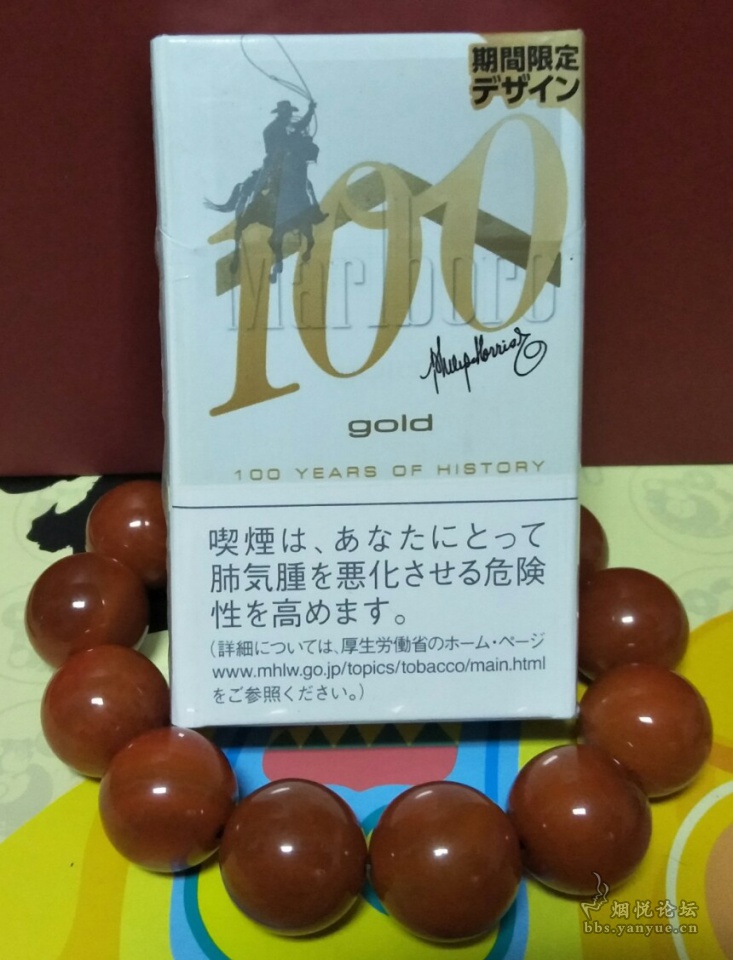 期間限定
デザイン
100
Marlboro
Philip Morris
gold
100 YEARS OF HISTORY
喫煙は、あなたにとって
肺気腫を悪化させる危険
性を高めます。
（詳細については、厚生労働省のホーム・ページ
www.mhlw.go.jp/topics/tobacco/main.html
をご参照ください。）
烟悦论坛
bbs.yanyue.cn